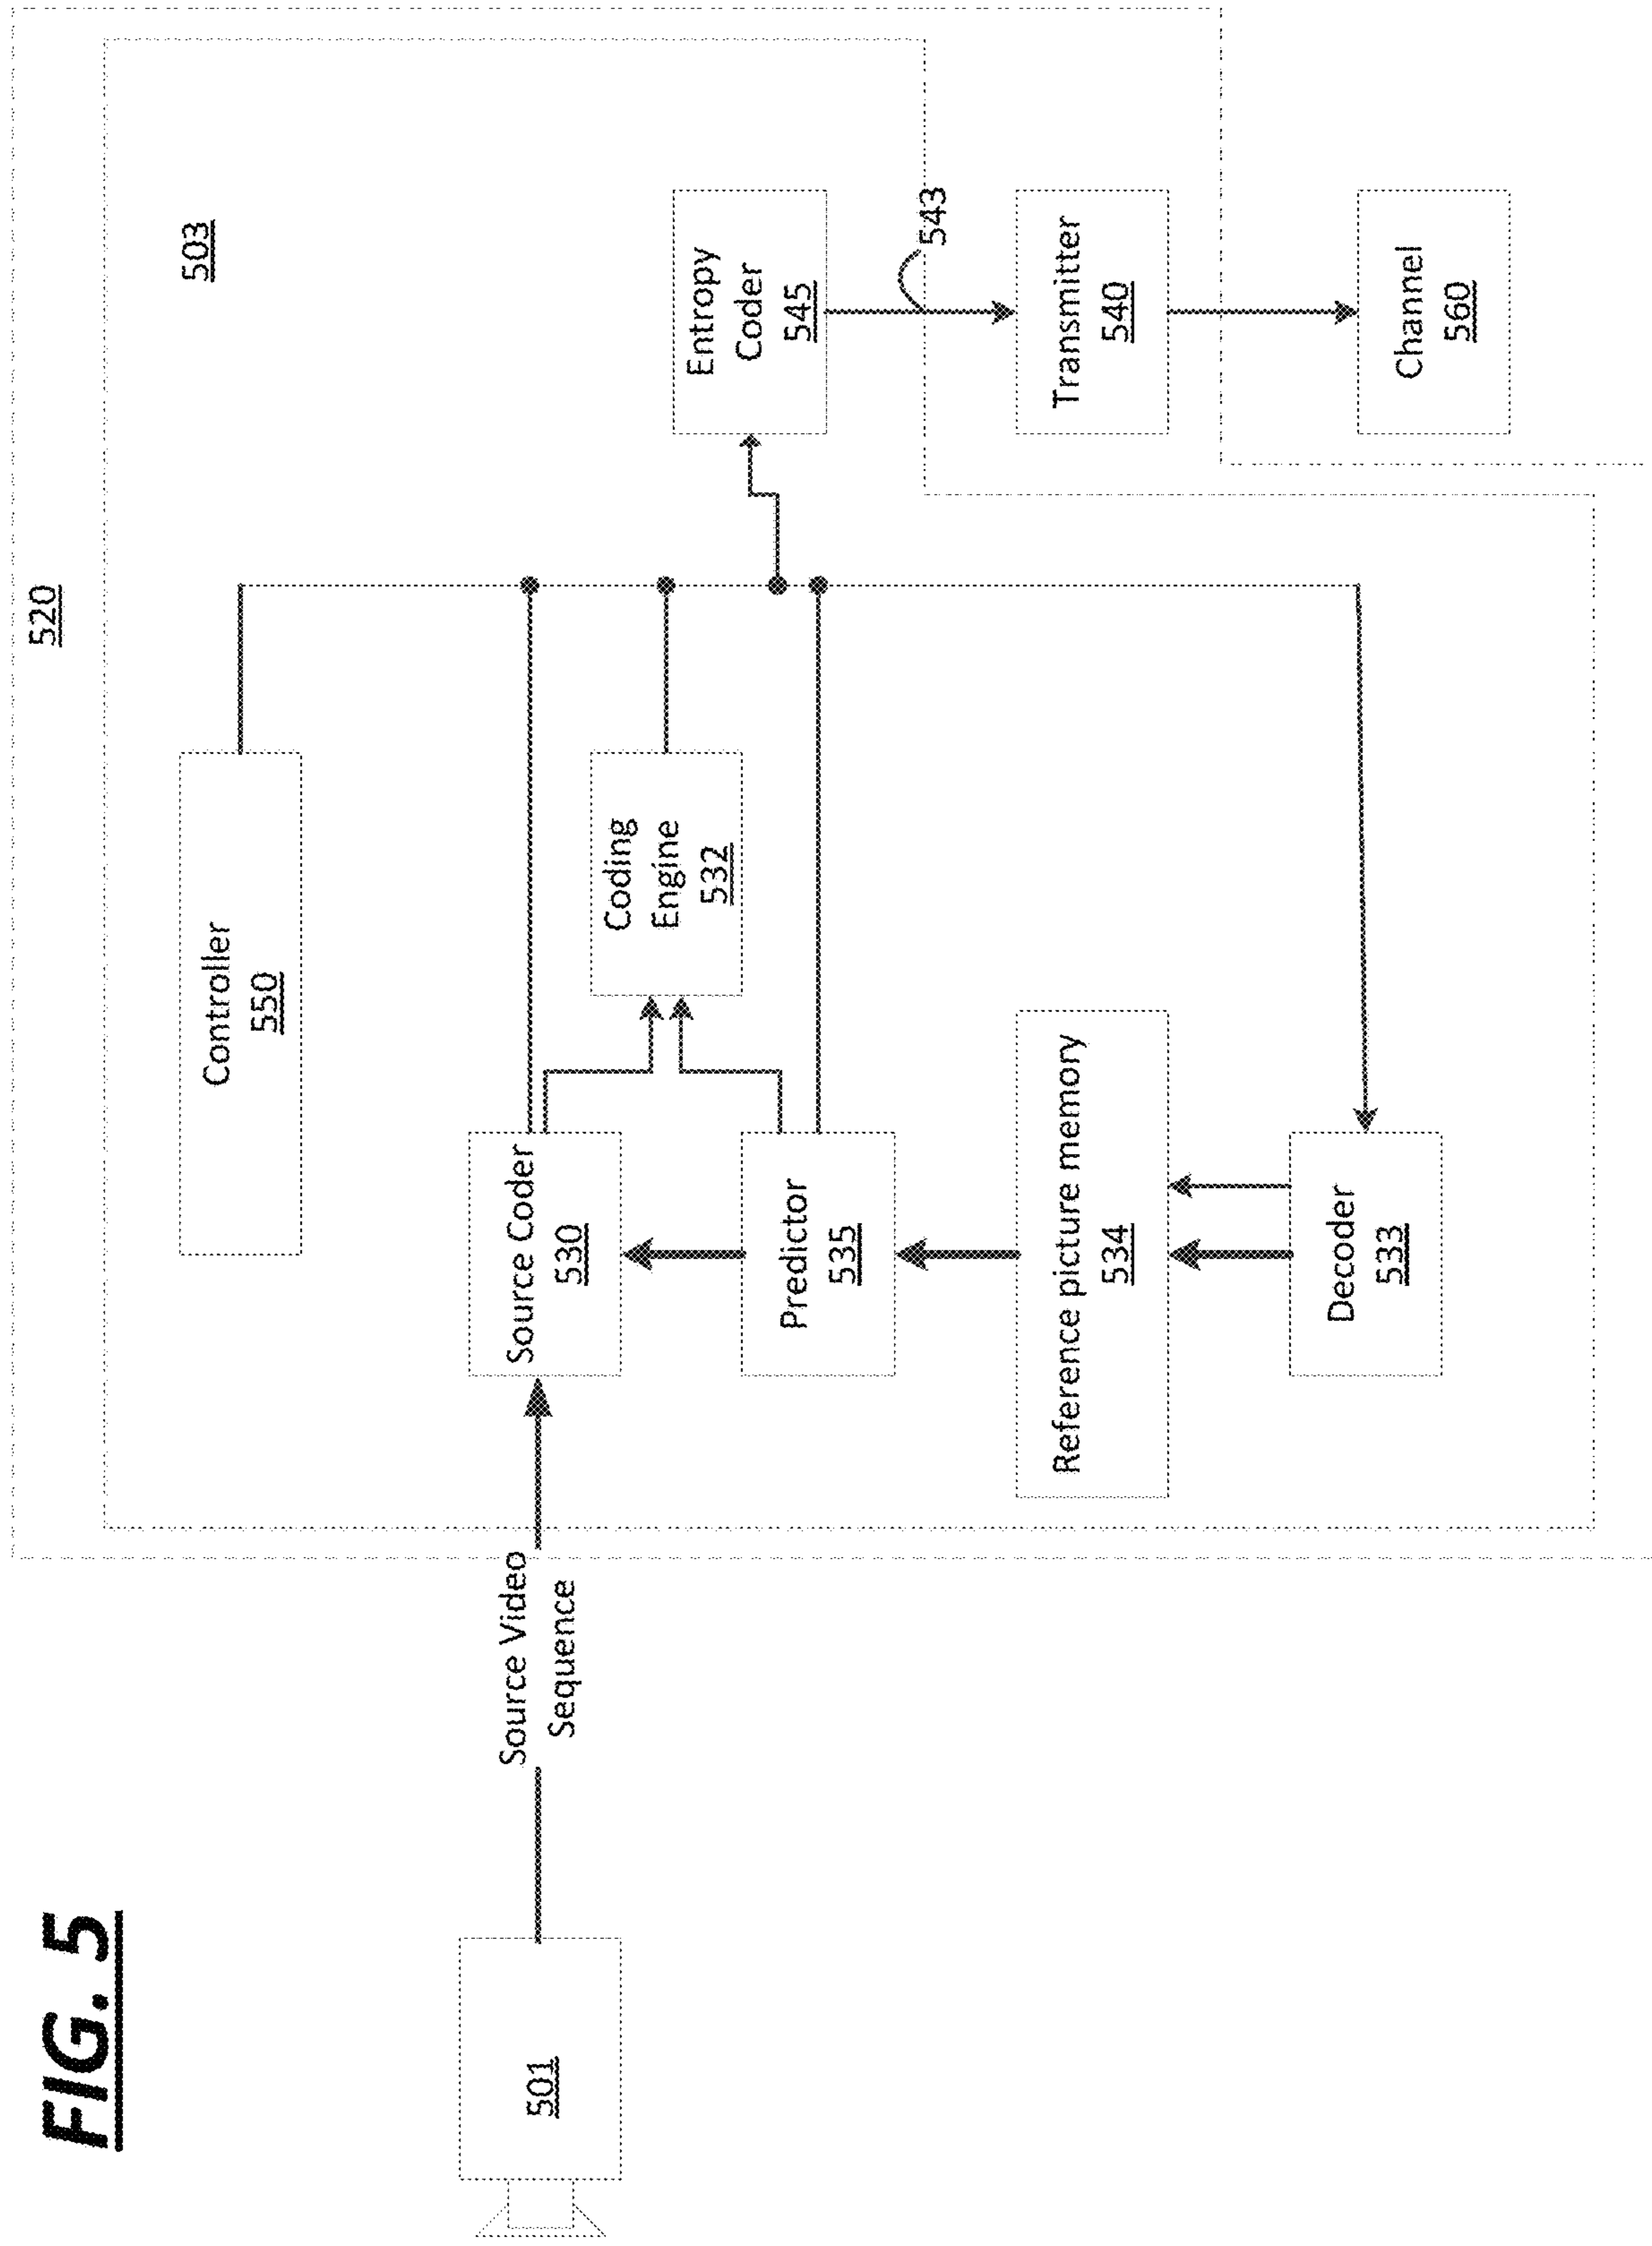 FIG. 5
520
503
501
Source Video
Sequence
Controller
550
Source Coder
530
Coding
Engine
532
Predictor
535
Entropy
Coder
545
543
Reference picture memory
534
Transmitter
540
Decoder
533
Channel
560